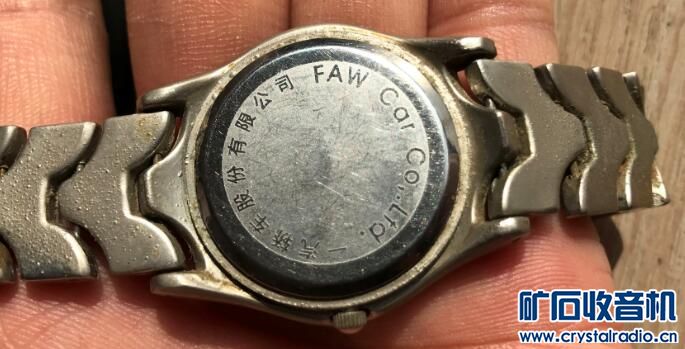 FAW Car Co.,Ltd.
一汽轿车股份有限公司
矿石收音机
www.crystalradio.cn